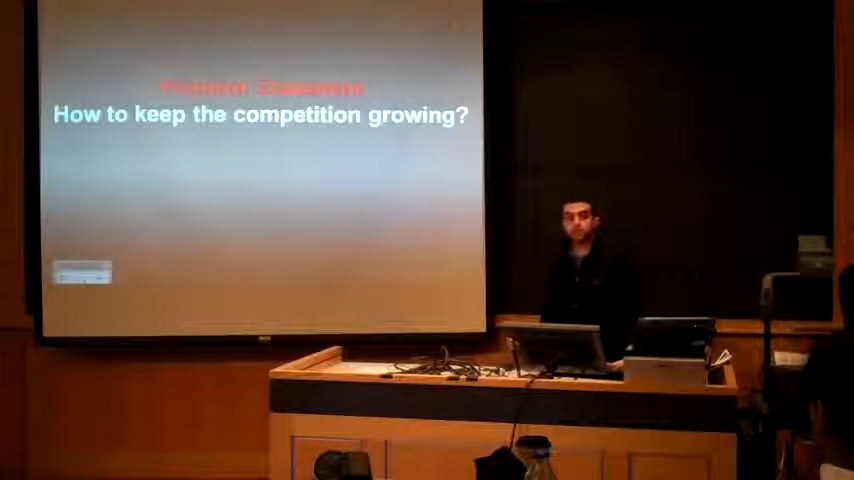 Problem Statement
How to keep the competition growing?